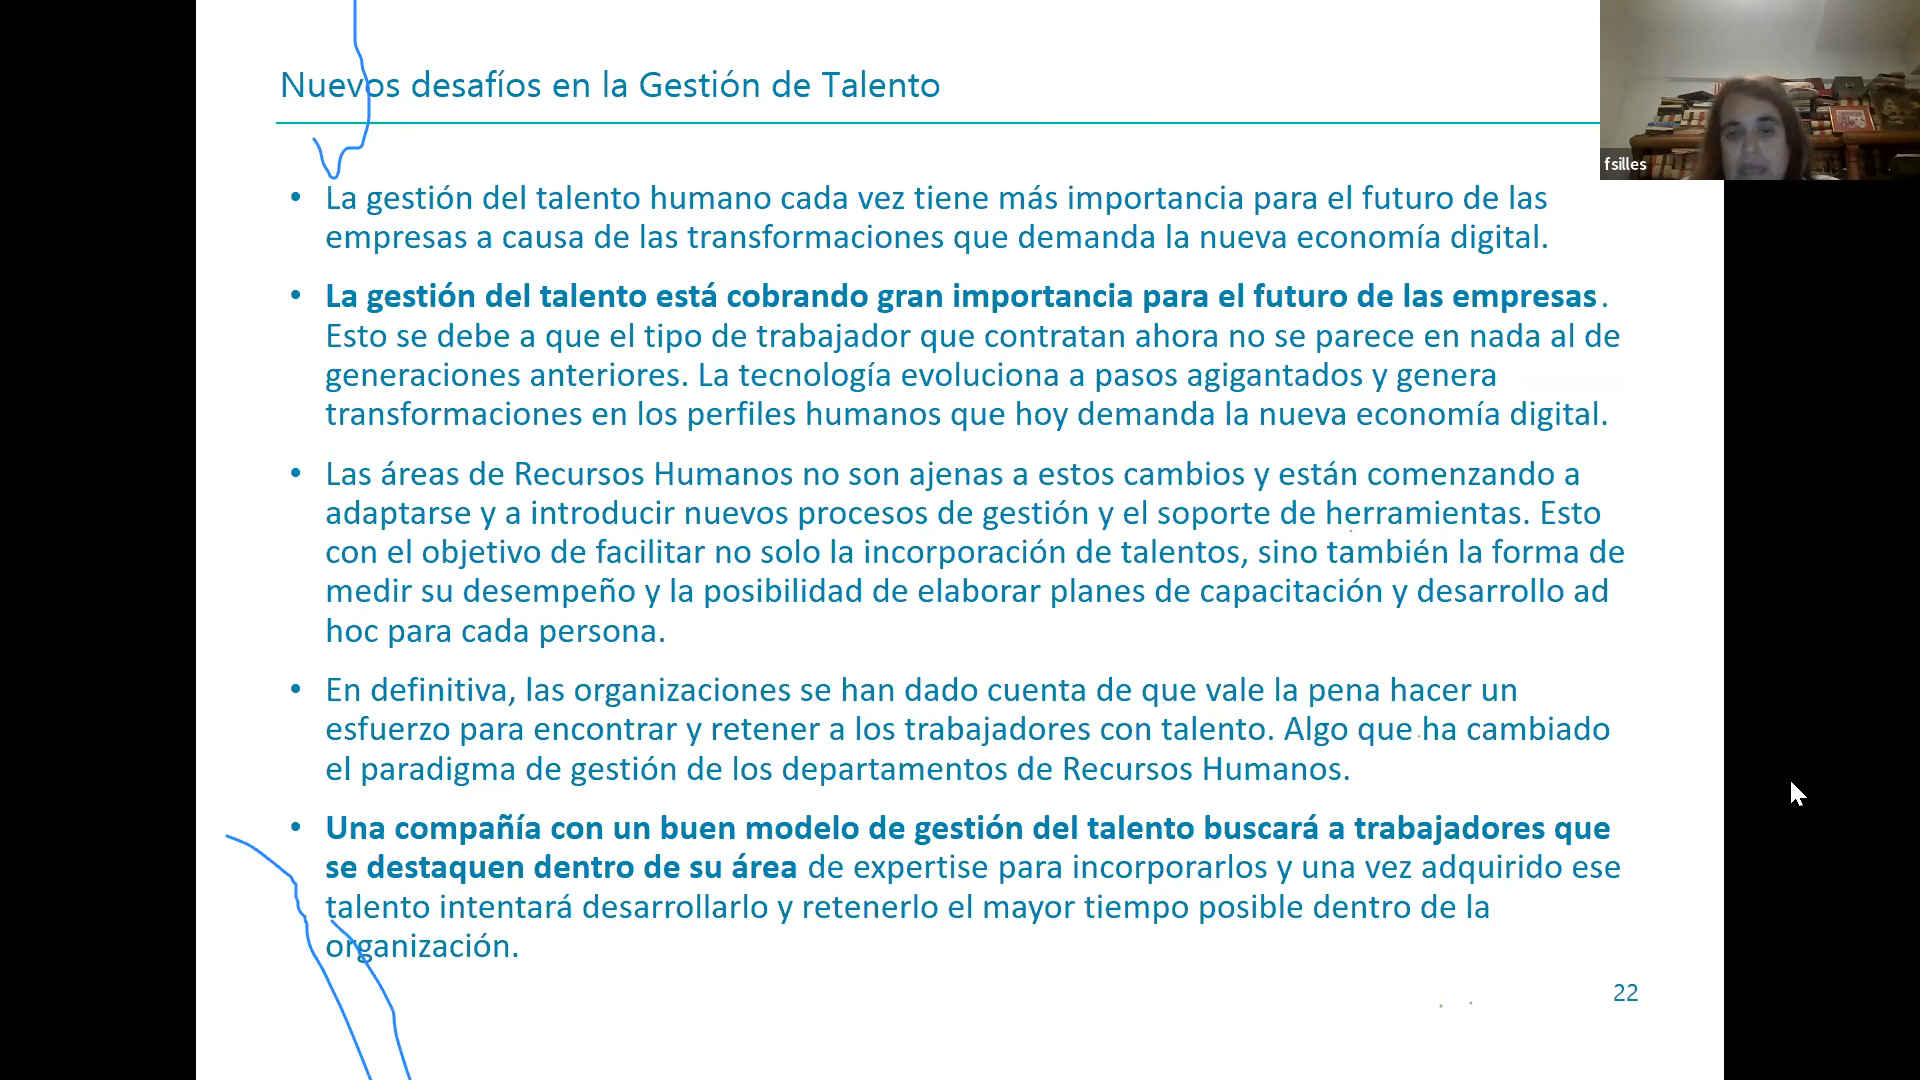 Nuevos desafíos en la Gestión de Talento
fsilles
• La gestión del talento humano cada vez tiene más importancia para el futuro de las
empresas a causa de las transformaciones que demanda la nueva economía digital.
• La gestión del talento está cobrando gran importancia para el futuro de las empresas.
Esto se debe a que el tipo de trabajador que contratan ahora no se parece en nada al de
generaciones anteriores. La tecnología evoluciona a pasos agigantados y genera
transformaciones en los perfiles humanos que hoy demanda la nueva economía digital.
• Las áreas de Recursos Humanos no son ajenas a estos cambios y están comenzando a
adaptarse y a introducir nuevos procesos de gestión y el soporte de herramientas. Esto
con el objetivo de facilitar no solo la incorporación de talentos, sino también la forma de
medir su desempeño y la posibilidad de elaborar planes de capacitación y desarrollo ad
hoc para cada persona.
• En definitiva, las organizaciones se han dado cuenta de que vale la pena hacer un
esfuerzo para encontrar y retener a los trabajadores con talento. Algo que ha cambiado
el paradigma de gestión de los departamentos de Recursos Humanos.
• Una compañía con un buen modelo de gestión del talento buscará a trabajadores que
se destaquen dentro de su área de expertise para incorporarlos y una vez adquirido ese
talento intentará desarrollarlo y retenerlo el mayor tiempo posible dentro de la
organización.
22